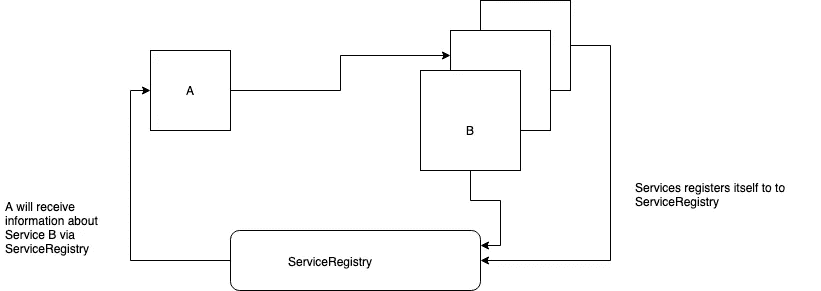 A
B
Services registers itself to to
ServiceRegistry
A will receive
information about
Service B via
ServiceRegistry
ServiceRegistry